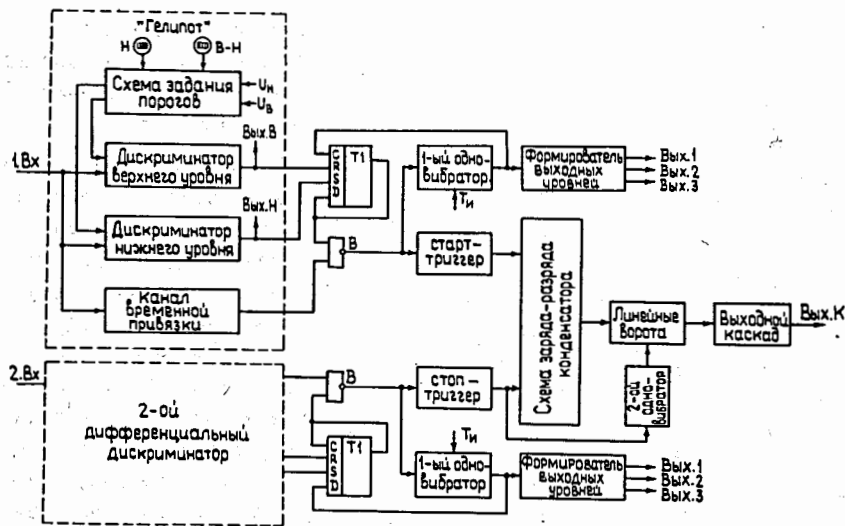 "Гелипот"
Н
В-Н
Схема задания
порогов
Uн
Uв
Вых.В
1.Вх
Дискриминатор
верхнего уровня
C
R
S
D
T1
1-ый одно-
вибратор
Tи
Формирователь
выходных
уровней
Вых.1
Вых.2
Вых.3
Вых.Н
Дискриминатор
нижнего уровня
В
старт-
триггер
Канал
временной
привязки
Схема заряда-разряда
конденсатора
Линейные
ворота
Выходной
каскад
Вых.К
2.Вх
2-ой
дифференциальный
дискриминатор
В
стоп-
триггер
2-ой
одно-
вибратор
C
R
S
D
T1
Tи
1-ый одно-
вибратор
Формирователь
выходных
уровней
Вых.1
Вых.2
Вых.3